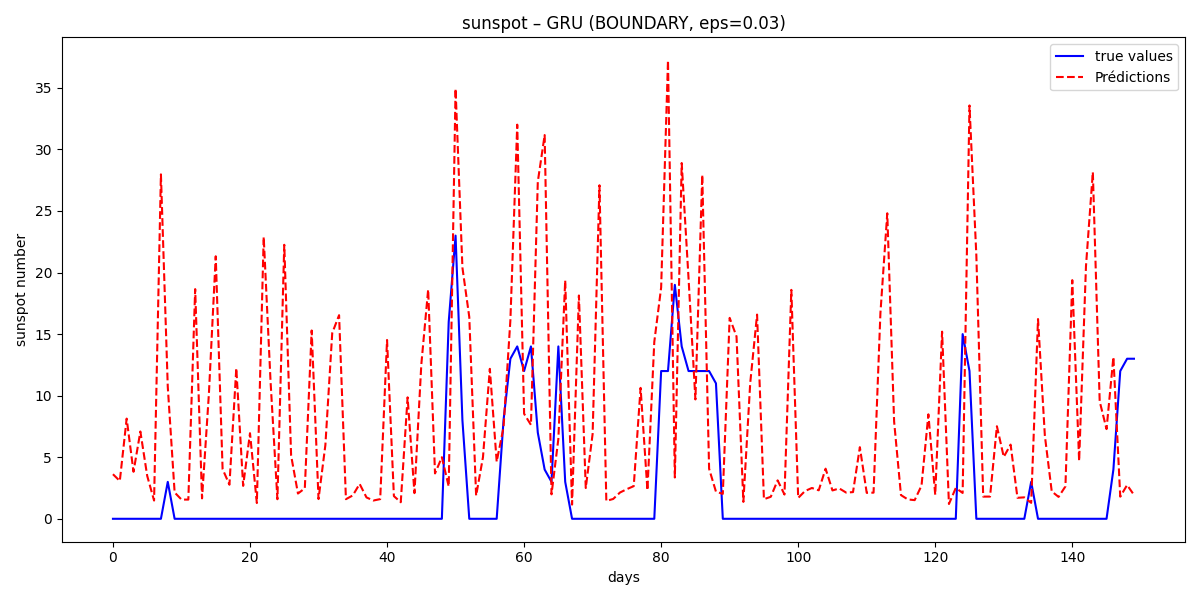 sunspot – GRU (BOUNDARY, eps=0.03)
true values
Prédictions
sunspot number
35
30
25
20
15
10
5
0
0 20 40 60 80 100 120 140
days